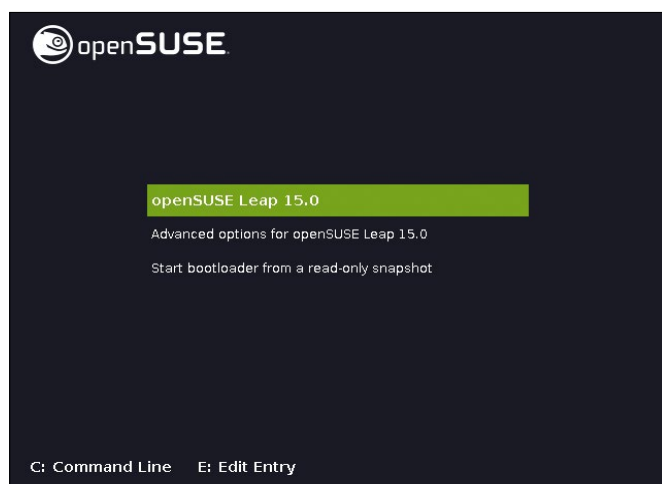 openSUSE.
openSUSE Leap 15.0
Advanced options for openSUSE Leap 15.0
Start bootloader from a read-only snapshot
C: Command Line E: Edit Entry